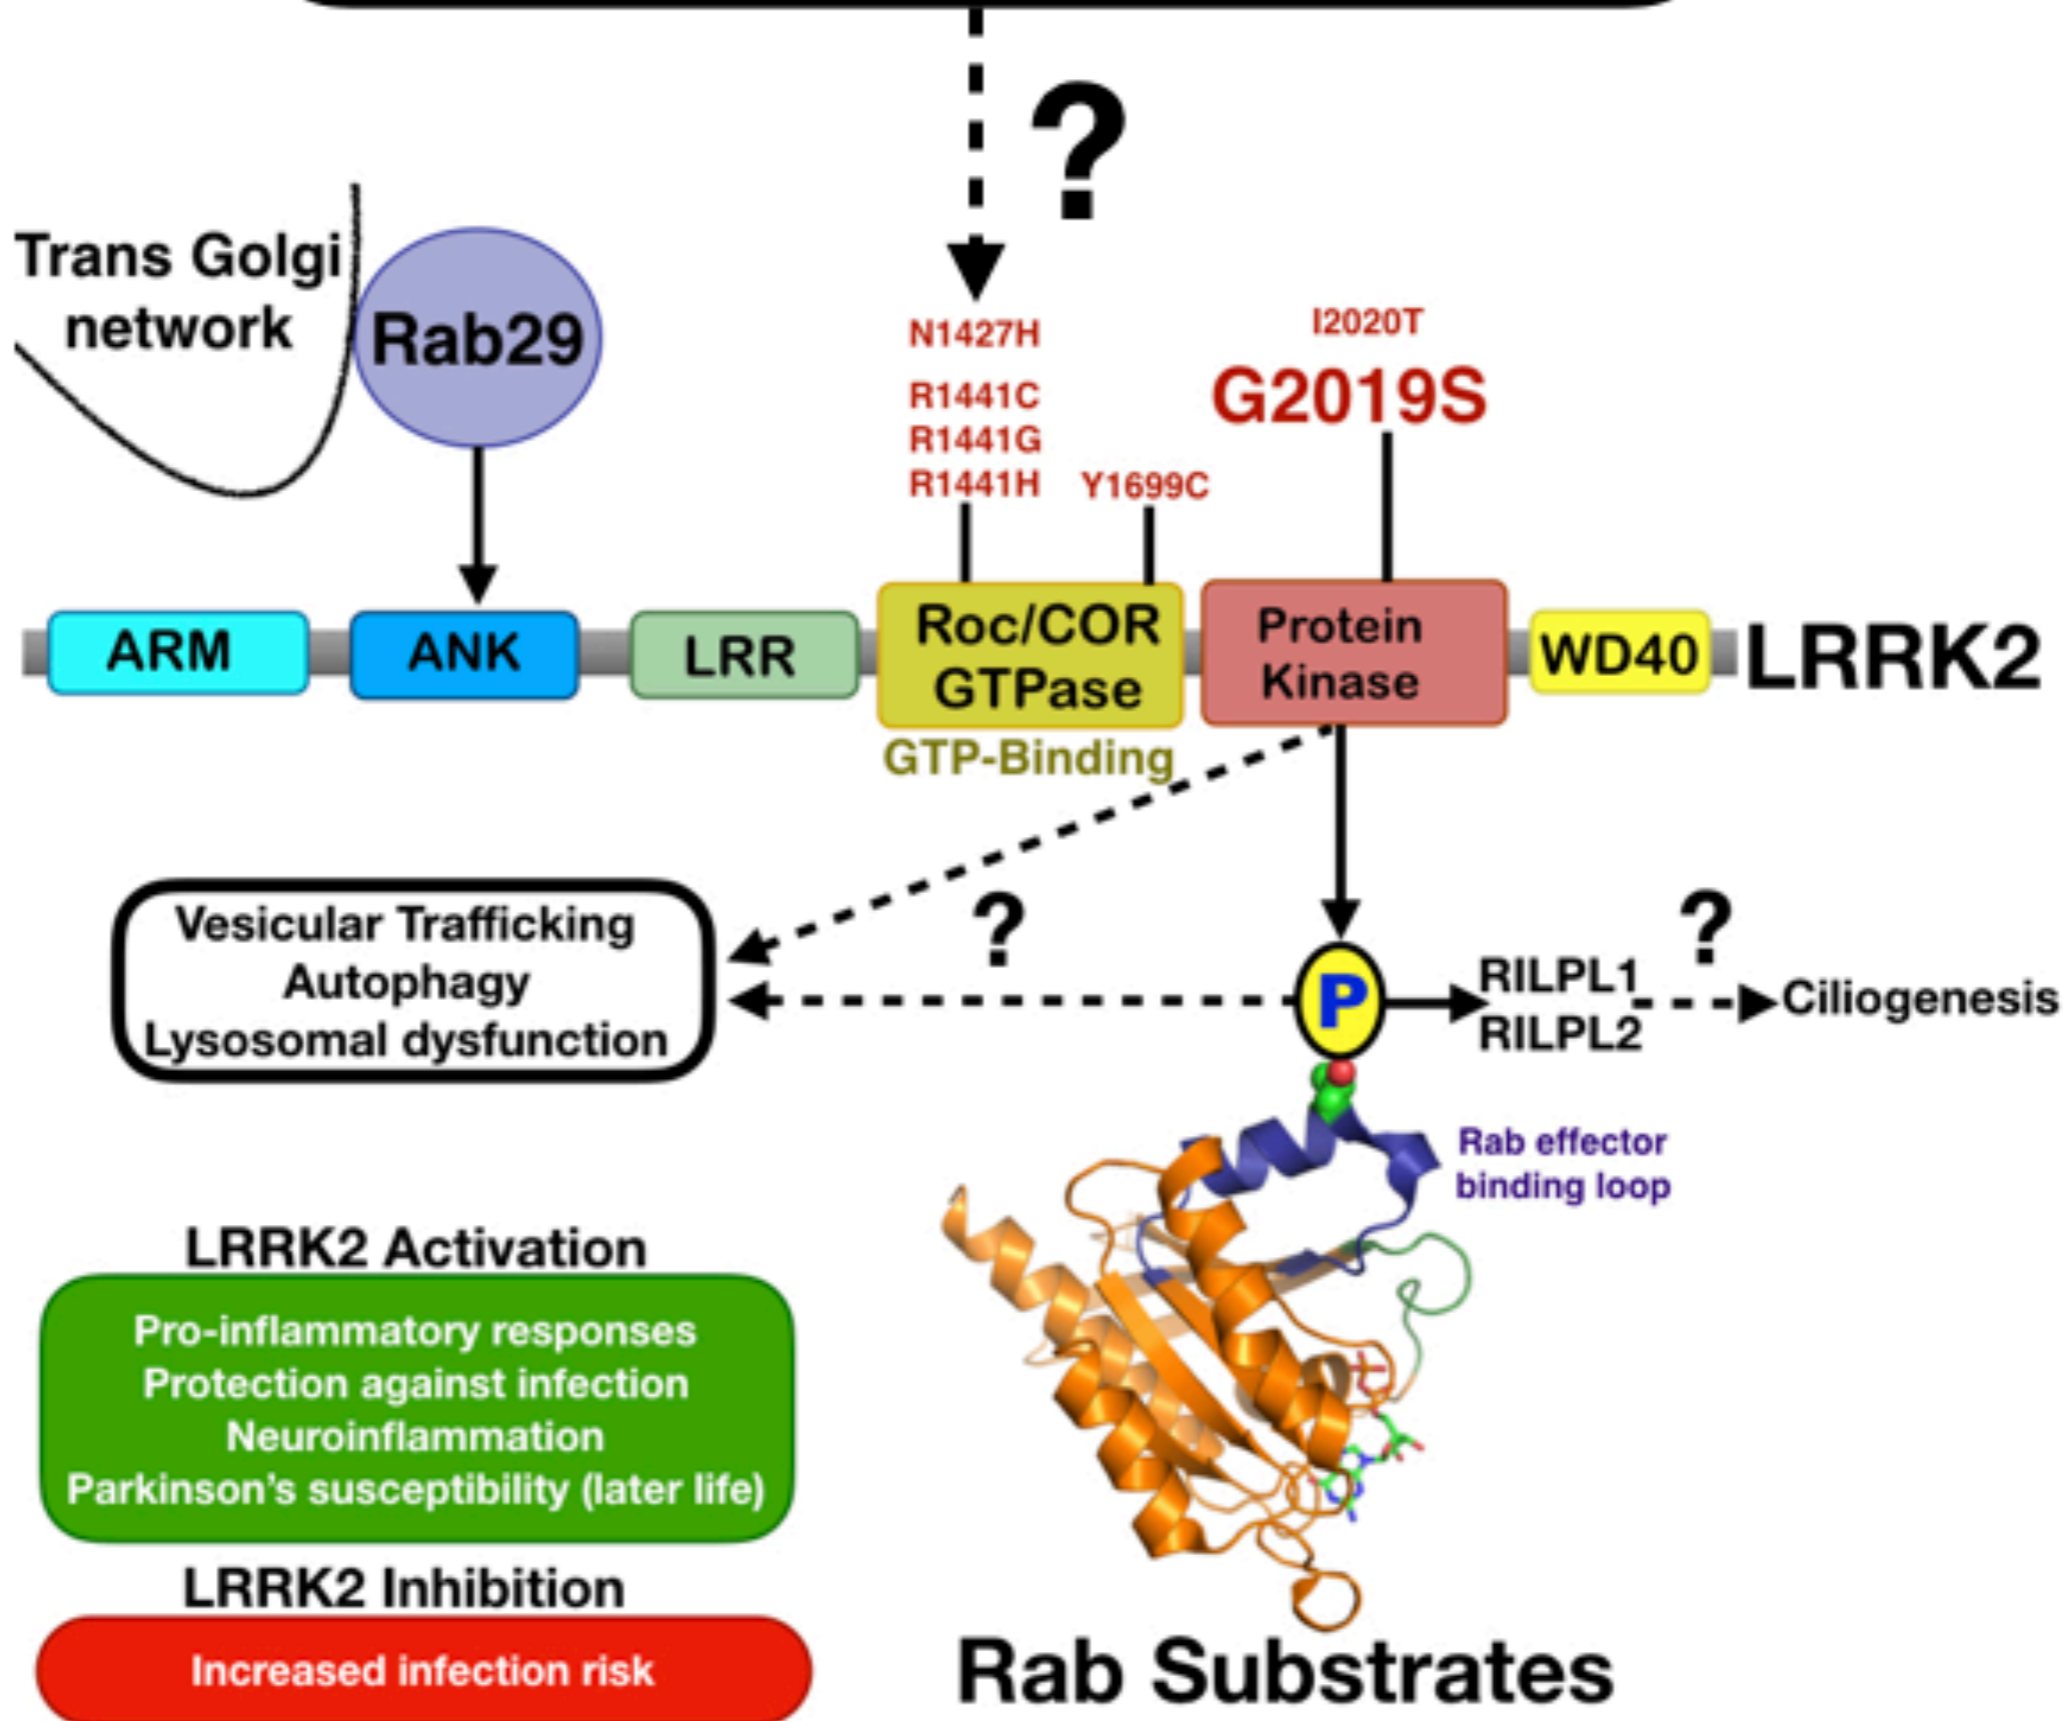 ?
Trans Golgi
network
Rab29
N1427H
R1441C
R1441G
R1441H
Y1699C
I2020T
G2019S
ARM
ANK
LRR
Roc/COR
GTPase
Protein
Kinase
WD40
LRRK2
GTP-Binding
Vesicular Trafficking
Autophagy
Lysosomal dysfunction
?
P
RILPL1
RILPL2
?
Ciliogenesis
Rab effector
binding loop
LRRK2 Activation
Pro-inflammatory responses
Protection against infection
Neuroinflammation
Parkinson's susceptibility (later life)
LRRK2 Inhibition
Increased infection risk
Rab Substrates